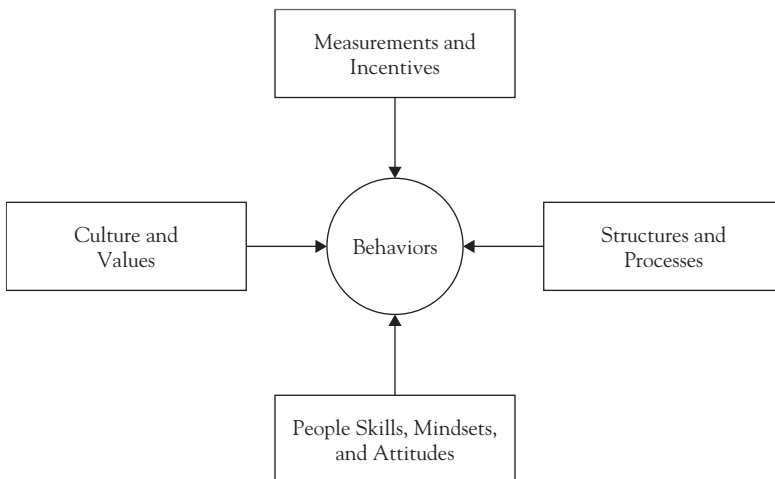 Measurements and
Incentives
Culture and
Values
Behaviors
Structures and
Processes
People Skills, Mindsets,
and Attitudes